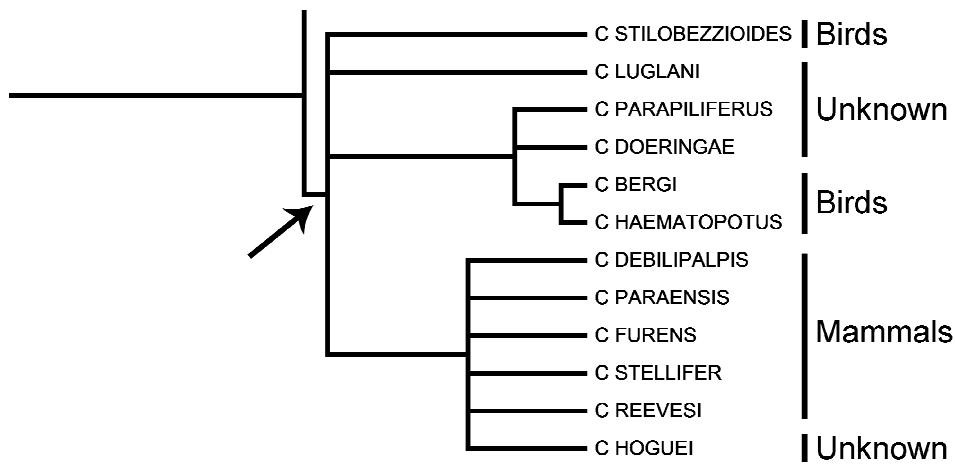 C STILOBEZZIOIDES Birds
C LUGLANI
C PARAPILIFERUS Unknown
C DOERINGAE
C BERGI
Birds
C HAEMATOPOTUS
C DEBILIPALPIS
C PARAENSIS
C FURENS Mammals
C STELLIFER
C REEVESI
C HOGUEI Unknown